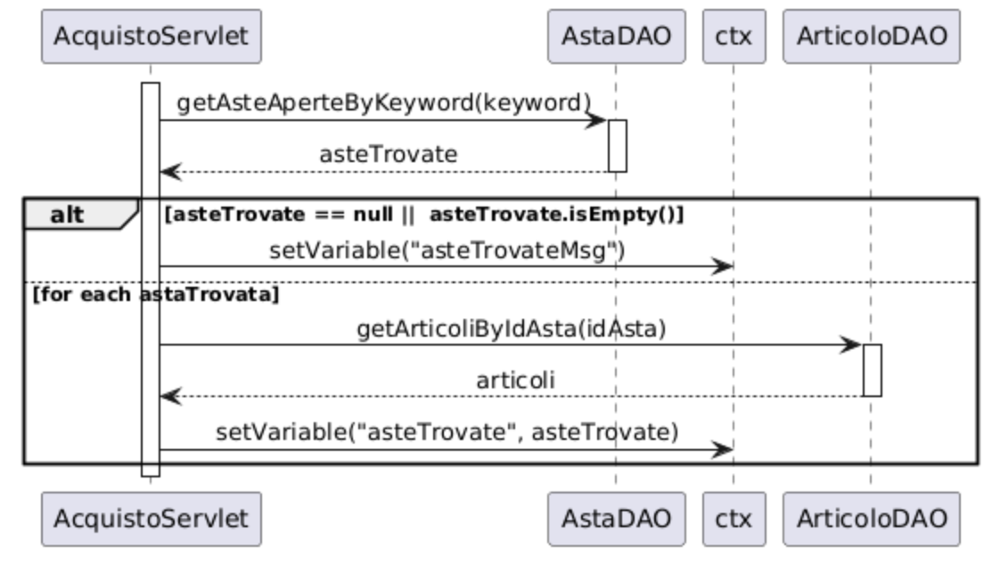 AcquistoServlet AstaDAO ctx ArticoloDAO
getAsteAperteByKeyword(keyword)
asteTrovate
alt [asteTrovate == null || asteTrovate.isEmpty()]
setVariable("asteTrovateMsg")
[for each astaTrovata]
getArticoliByIdAsta(idAsta)
articoli
setVariable("asteTrovate", asteTrovate)
AcquistoServlet AstaDAO ctx ArticoloDAO